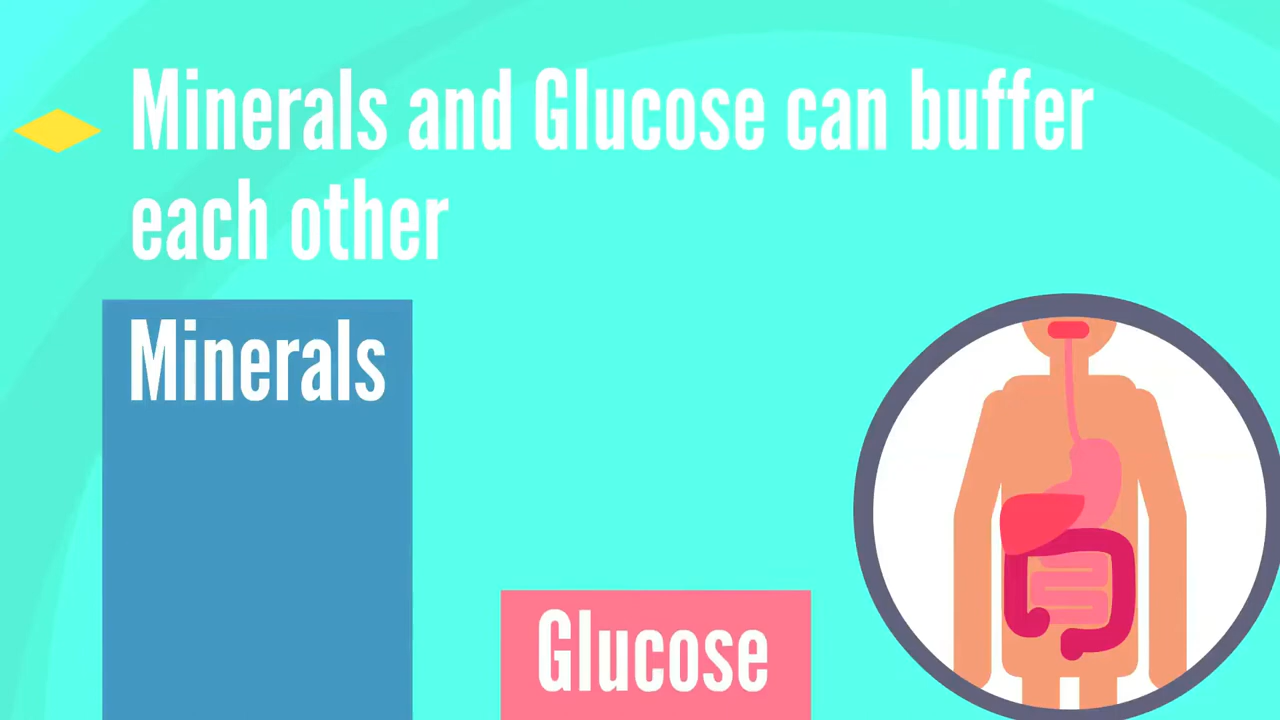 Minerals and Glucose can buffer
each other
Minerals
Glucose